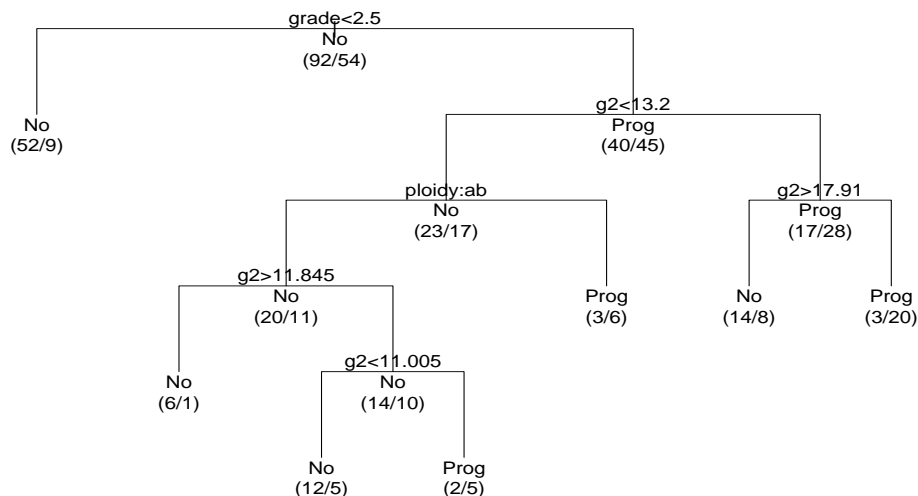 grade<2.5
No
(92/54)
g2<13.2
No
Prog
(52/9)
(40/45)
ploidy:ab
g2>17.91
No
Prog
(23/17)
(17/28)
g2>11.845
No
Prog
No
Prog
(20/11)
(3/6)
(14/8)
(3/20)
g2<11.005
No
No
(6/1)
(14/10)
No
Prog
(12/5)
(2/5)